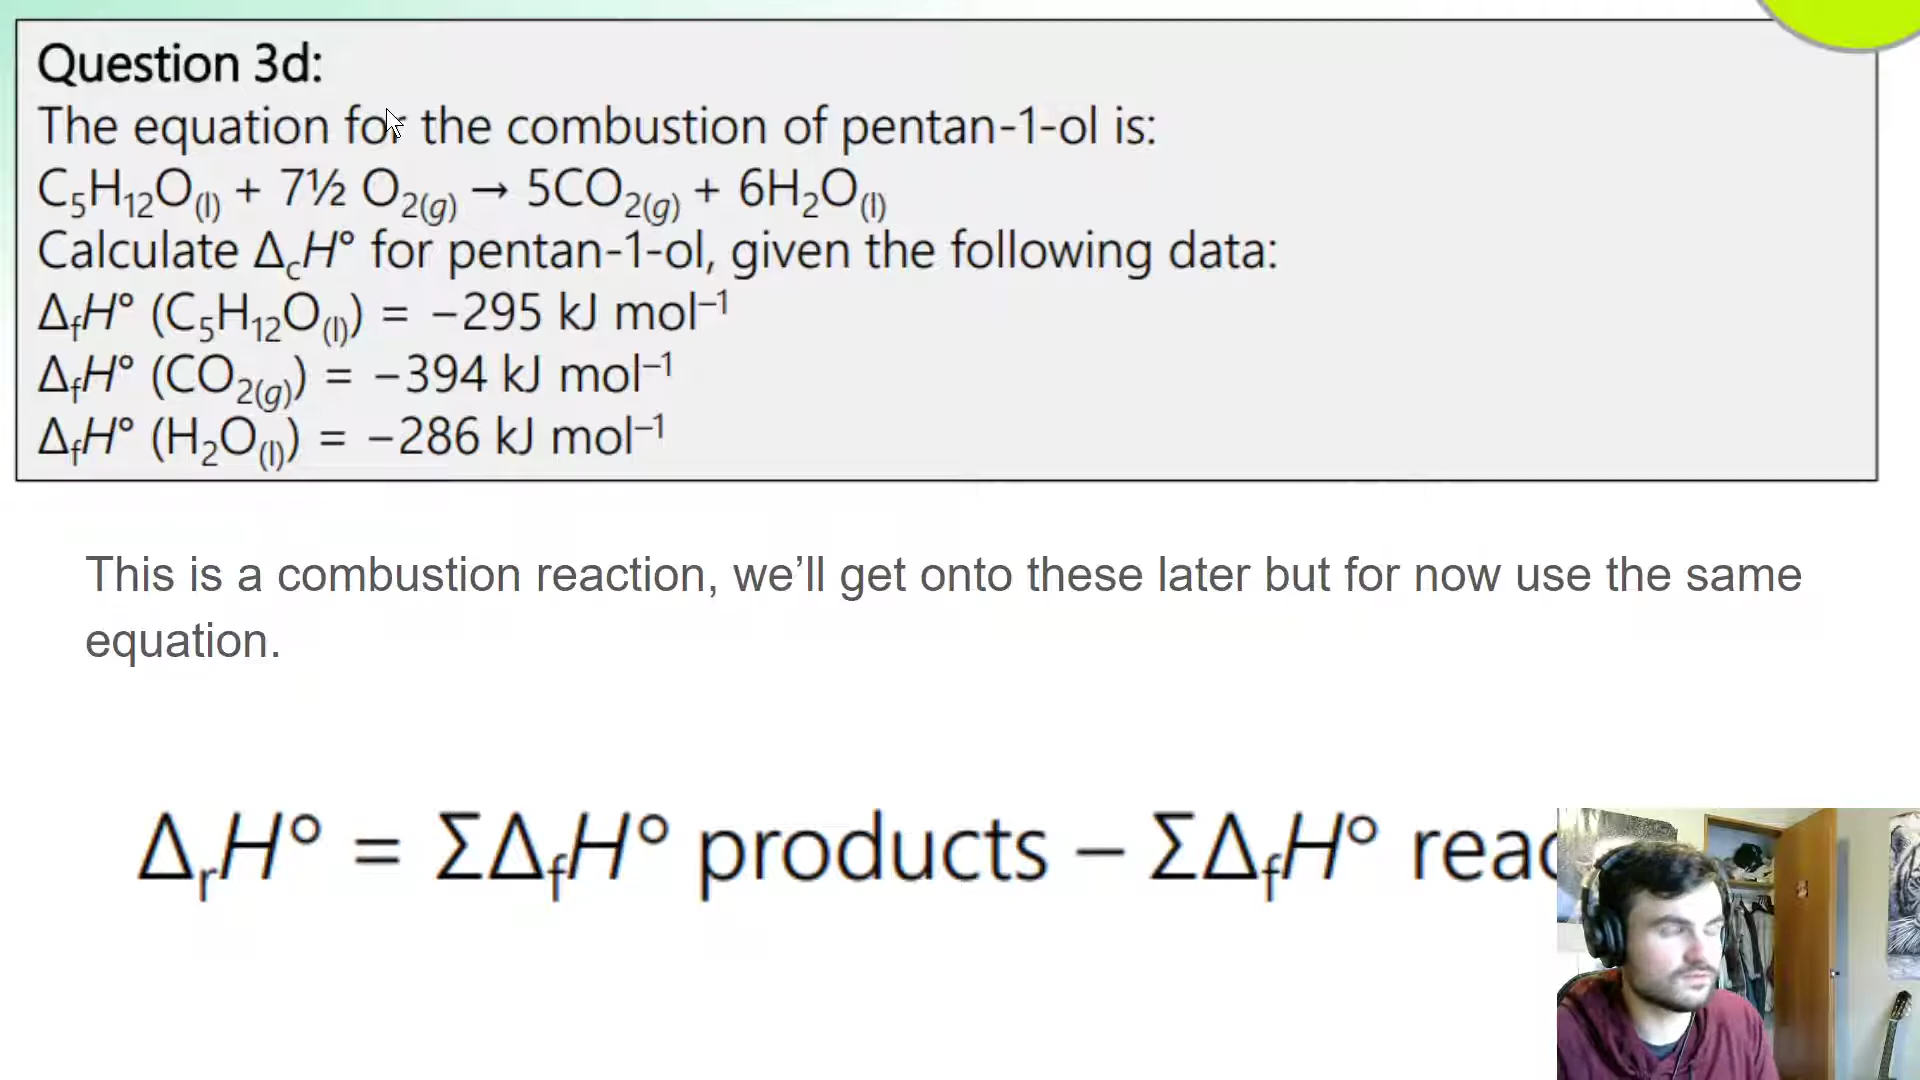 Question 3d:
The equation for the combustion of pentan-1-ol is:
C₅H₁₂O₍ₗ₎ + 7½ O₂(g) → 5CO₂(g) + 6H₂O₍ₗ₎
Calculate ΔcH° for pentan-1-ol, given the following data:
ΔfH° (C₅H₁₂O₍ₗ₎) = −295 kJ mol⁻¹
ΔfH° (CO₂(g)) = −394 kJ mol⁻¹
ΔfH° (H₂O₍ₗ₎) = −286 kJ mol⁻¹
This is a combustion reaction, we’ll get onto these later but for now use the same
equation.
ΔrH° = ΣΔfH° products − ΣΔfH°